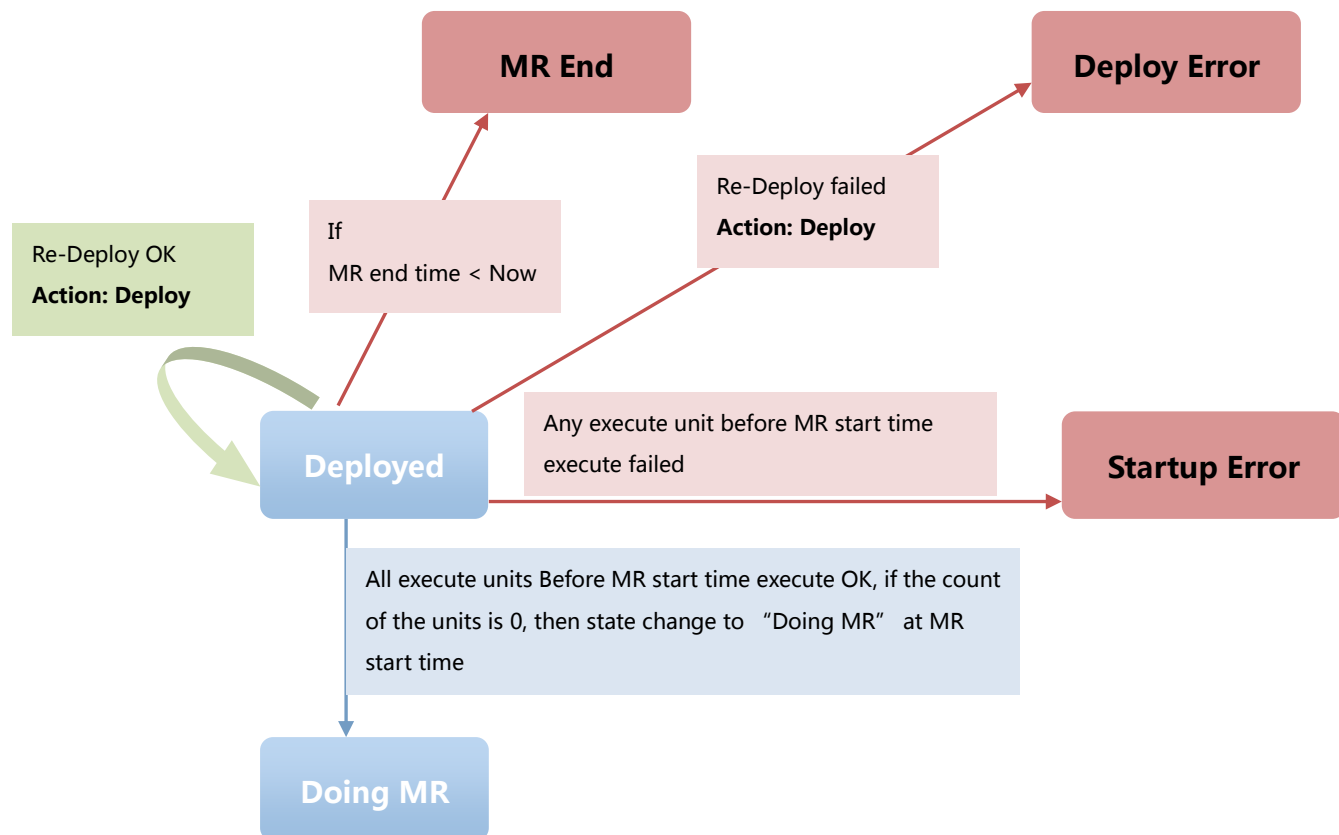 MR End
Deploy Error
Re-Deploy failed
Action: Deploy
If
MR end time < Now
Re-Deploy OK
Action: Deploy
Any execute unit before MR start time
execute failed
Deployed
Startup Error
All execute units Before MR start time execute OK, if the count
of the units is 0, then state change to “Doing MR” at MR
start time
Doing MR